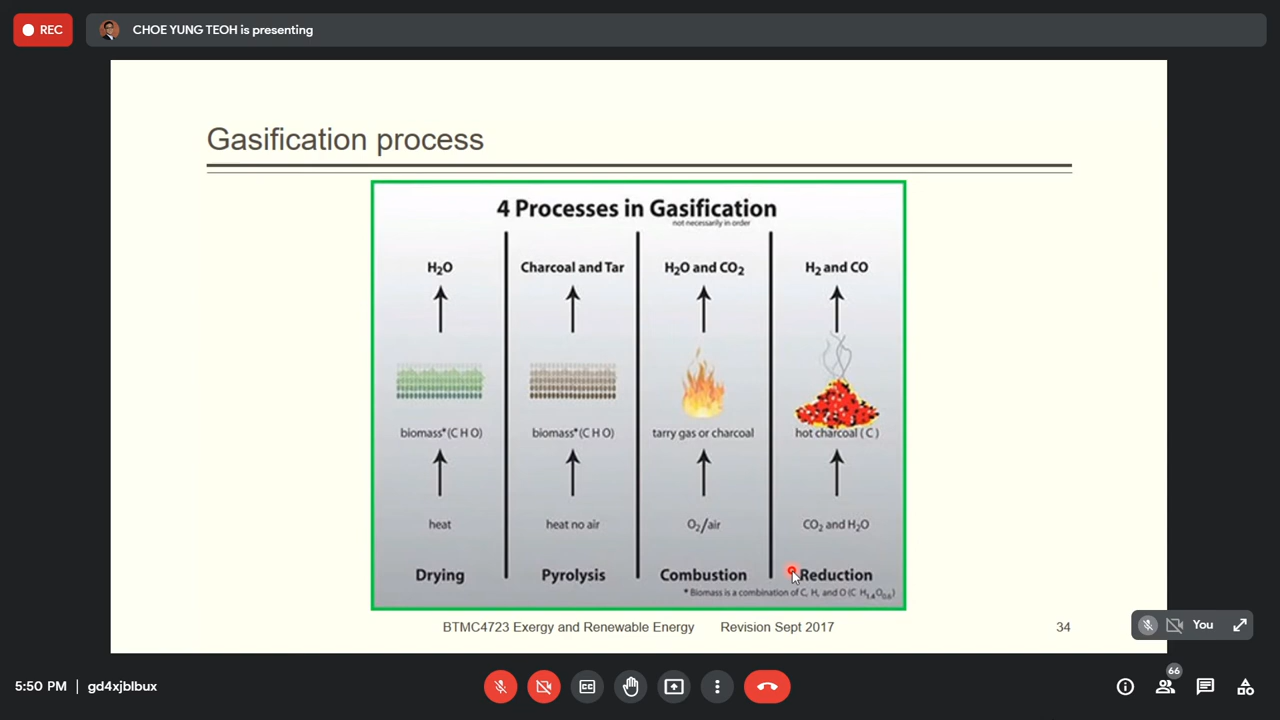 REC
CHOE YUNG TEOH is presenting
Gasification process
4 Processes in Gasification
not necessarily in order
H₂O
Charcoal and Tar
H₂O and CO₂
H₂ and CO
biomass*(C H O)
biomass*(C H O)
tarry gas or charcoal
hot charcoal ( C )
heat
heat no air
O₂/air
CO₂ and H₂O
Drying
Pyrolysis
Combustion
Reduction
* Biomass is a combination of C, H, and O (C H₁.₄O₀.₆)
BTMC4723 Exergy and Renewable Energy Revision Sept 2017 34
You
5:50 PM | gd4xjblbux
66